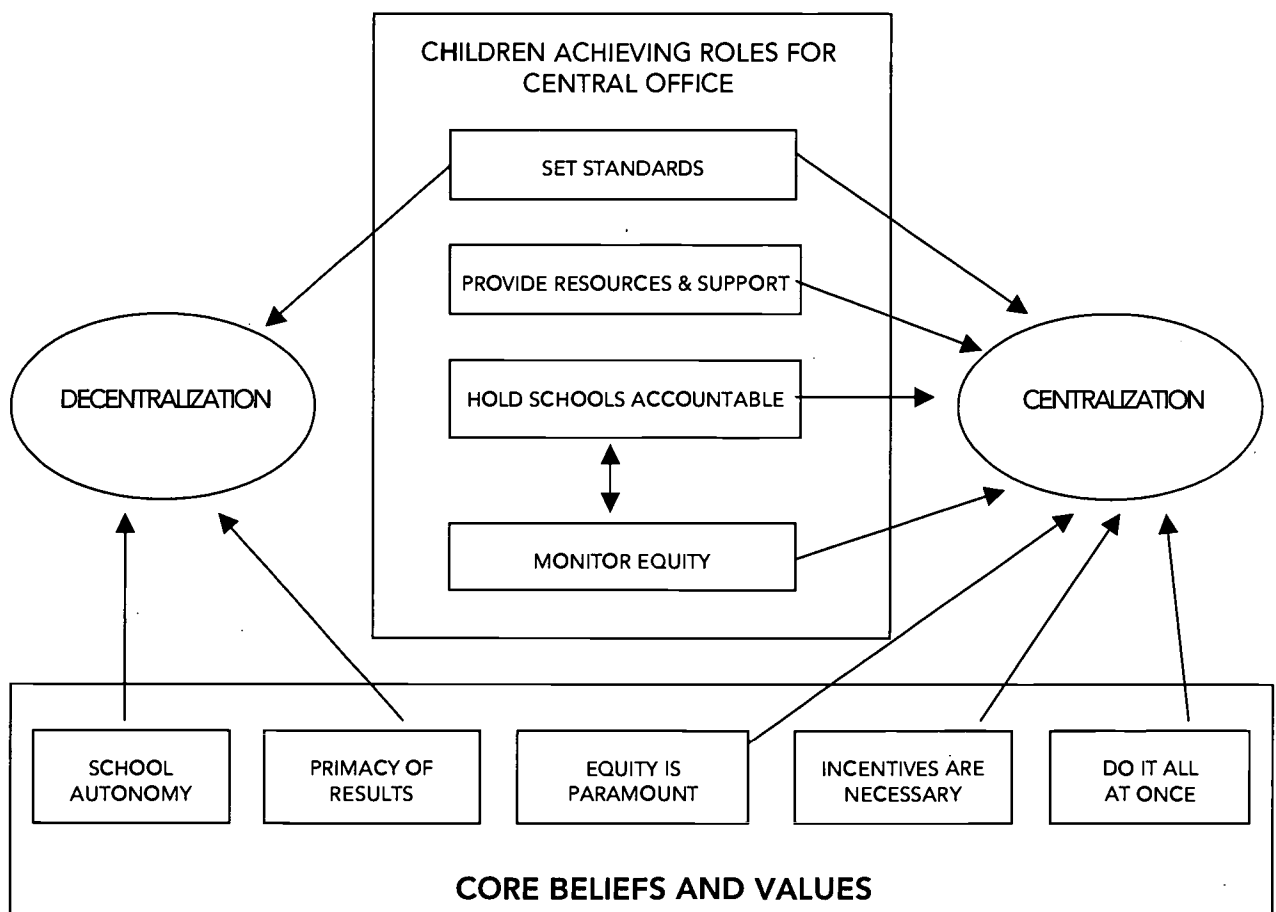 CHILDREN ACHIEVING ROLES FOR
CENTRAL OFFICE
SET STANDARDS
PROVIDE RESOURCES & SUPPORT
HOLD SCHOOLS ACCOUNTABLE
MONITOR EQUITY
DECENTRALIZATION
CENTRALIZATION
SCHOOL
AUTONOMY
PRIMACY OF
RESULTS
EQUITY IS
PARAMOUNT
INCENTIVES ARE
NECESSARY
DO IT ALL
AT ONCE
CORE BELIEFS AND VALUES